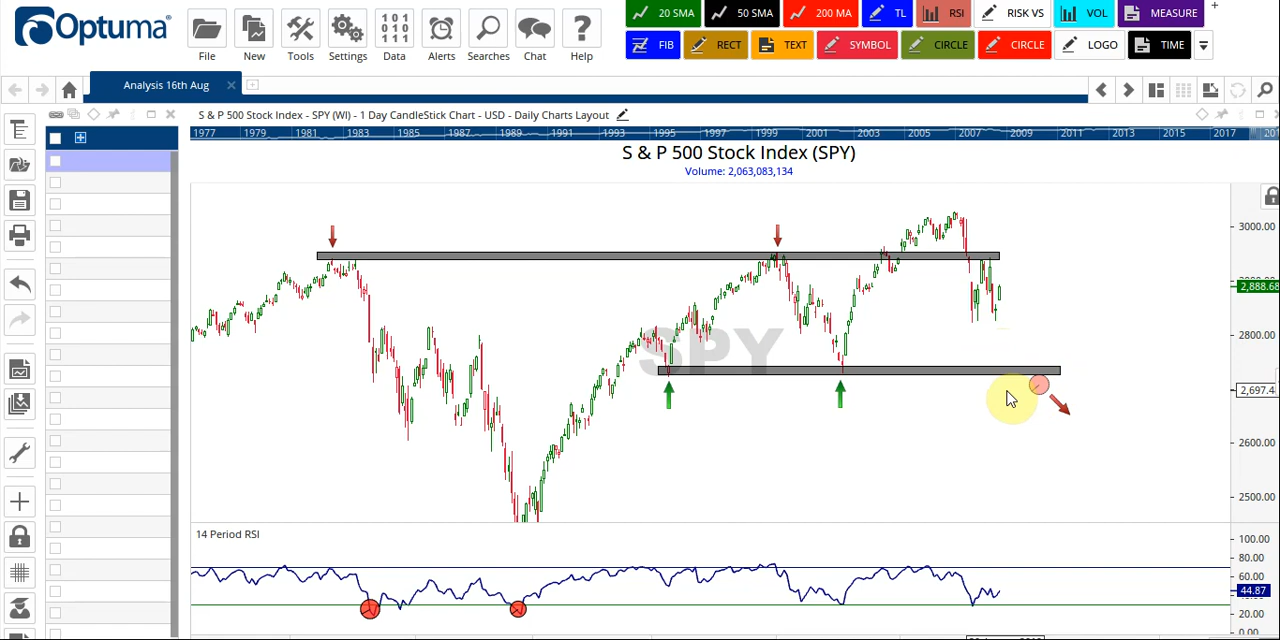 Optuma®
File
New
Tools
Settings
101
010
111
Data
Alerts
Searches
Chat
?
Help
20 SMA
50 SMA
200 MA
TL
RSI
RISK VS
VOL
MEASURE
+
FIB
RECT
TEXT
SYMBOL
CIRCLE
CIRCLE
LOGO
TIME
Analysis 16th Aug
S & P 500 Stock Index - SPY (WI) - 1 Day CandleStick Chart - USD - Daily Charts Layout
1977 1979 1981 1983 1985 1987 1989 1991 1993 1995 1997 1999 2001 2003 2005 2007 2009 2011 2013 2015 2017
S & P 500 Stock Index (SPY)
Volume: 2,063,083,134
SPY
3000.00
2,888.68
2800.00
2,697.4
2600.00
2500.00
14 Period RSI
100.00
80.00
60.00
44.87
20.00
0.00